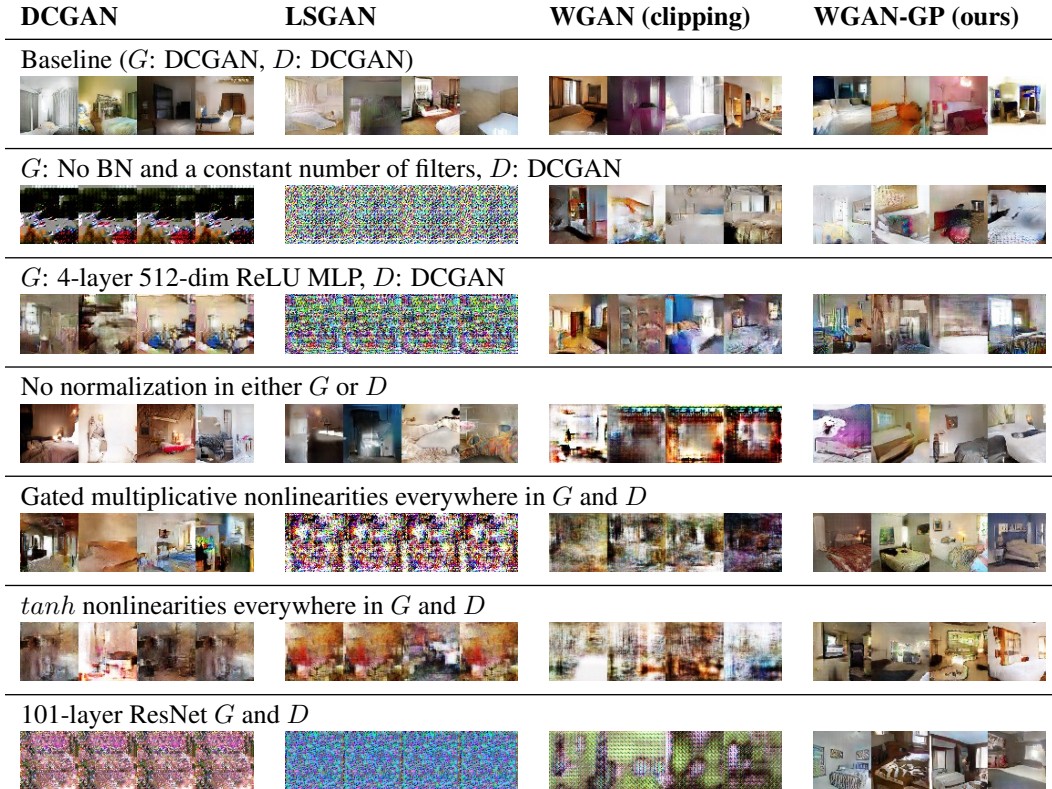 DCGAN LSGAN WGAN (clipping) WGAN-GP (ours)
Baseline (G: DCGAN, D: DCGAN)
G: No BN and a constant number of filters, D: DCGAN
G: 4-layer 512-dim ReLU MLP, D: DCGAN
No normalization in either G or D
Gated multiplicative nonlinearities everywhere in G and D
tanh nonlinearities everywhere in G and D
101-layer ResNet G and D